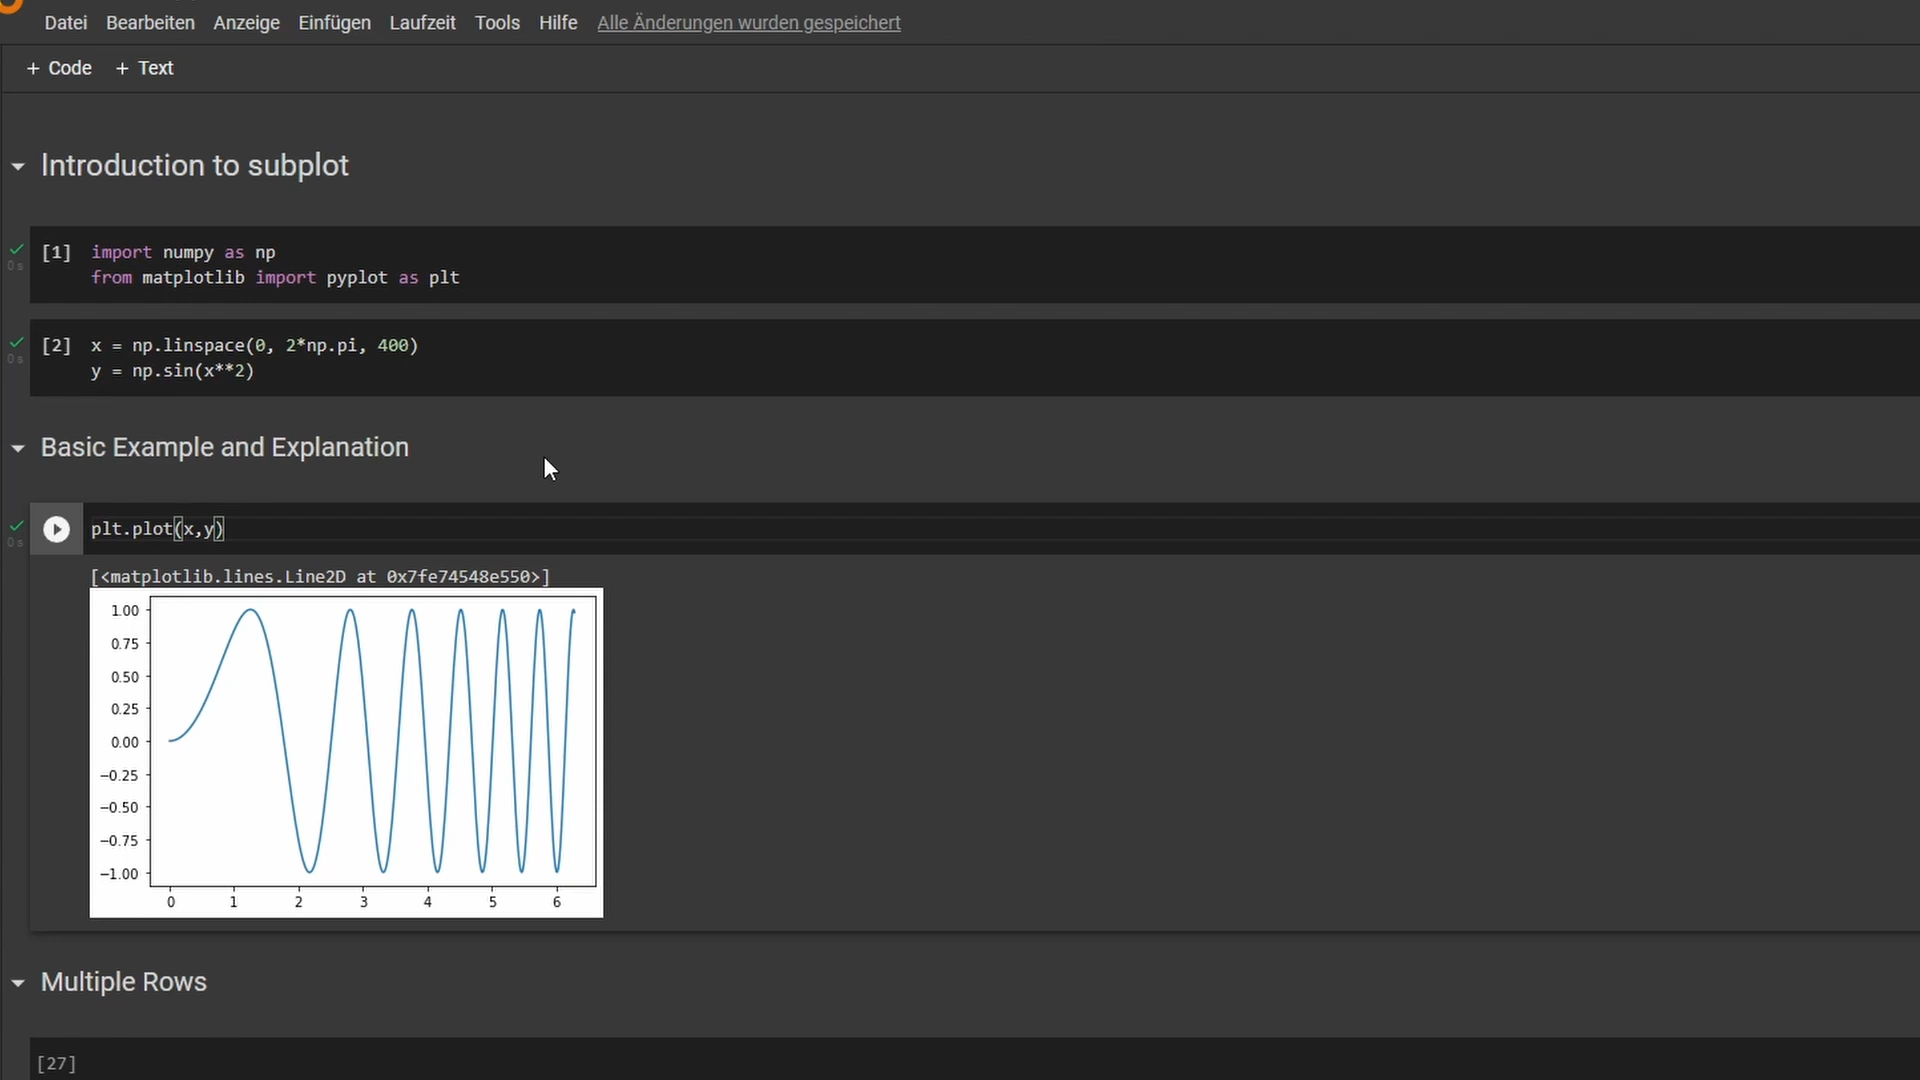 Datei Bearbeiten Anzeige Einfügen Laufzeit Tools Hilfe Alle Änderungen wurden gespeichert
+ Code + Text
Introduction to subplot
[1] import numpy as np
0 s
from matplotlib import pyplot as plt
[2] x = np.linspace(0, 2*np.pi, 400)
0 s
y = np.sin(x**2)
Basic Example and Explanation
plt.plot(x,y)
0 s
[<matplotlib.lines.Line2D at 0x7fe74548e550>]
1.00
0.75
0.50
0.25
0.00
−0.25
−0.50
−0.75
−1.00
0 1 2 3 4 5 6
Multiple Rows
[27]